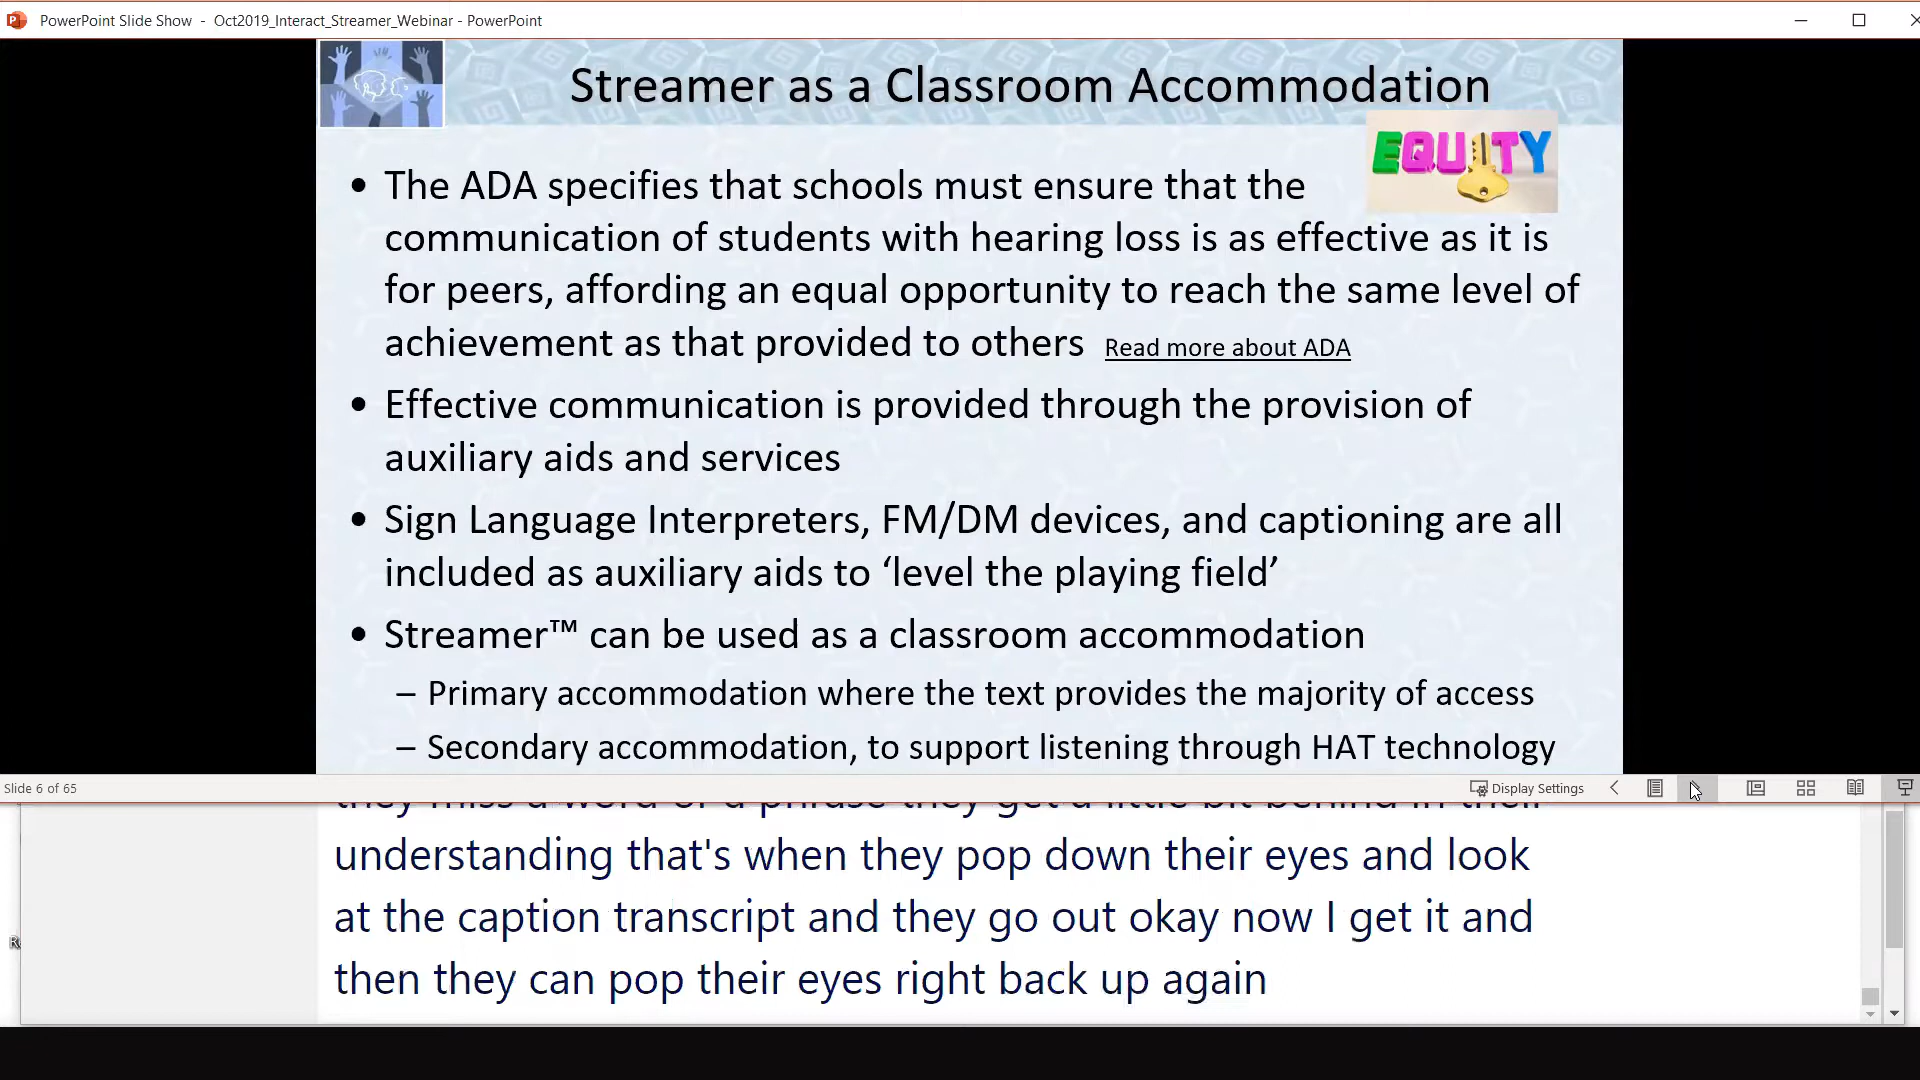 PowerPoint Slide Show - Oct2019_Interact_Streamer_Webinar - PowerPoint
Streamer as a Classroom Accommodation
EQUITY
• The ADA specifies that schools must ensure that the
communication of students with hearing loss is as effective as it is
for peers, affording an equal opportunity to reach the same level of
achievement as that provided to others Read more about ADA
• Effective communication is provided through the provision of
auxiliary aids and services
• Sign Language Interpreters, FM/DM devices, and captioning are all
included as auxiliary aids to ‘level the playing field’
• Streamer™ can be used as a classroom accommodation
– Primary accommodation where the text provides the majority of access
– Secondary accommodation, to support listening through HAT technology
Slide 6 of 65
Display Settings
they miss a word or a phrase they get a little bit behind in their
understanding that's when they pop down their eyes and look
at the caption transcript and they go out okay now I get it and
then they can pop their eyes right back up again